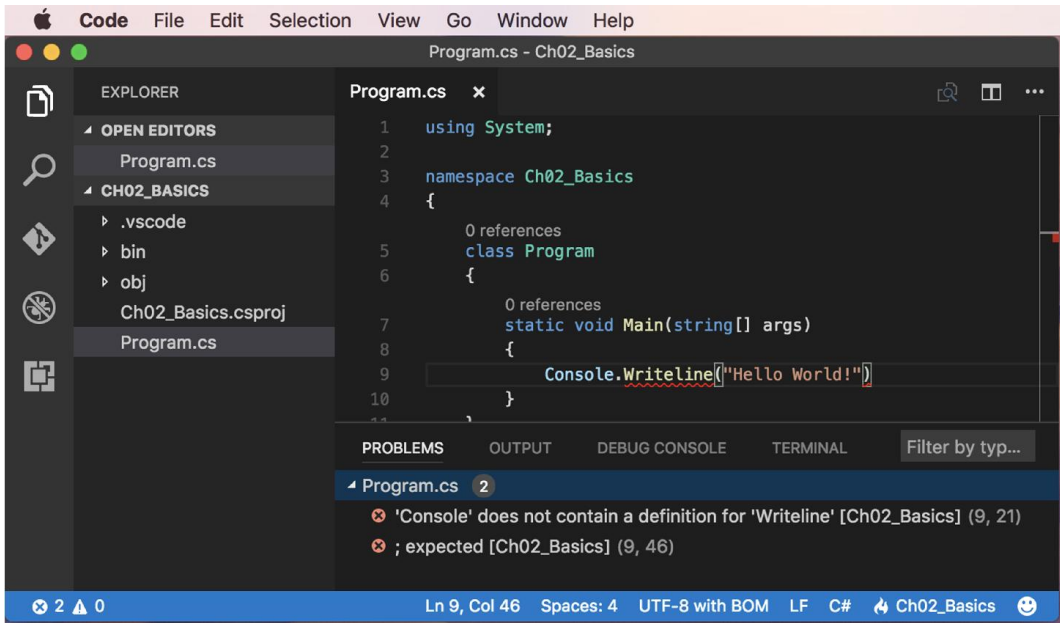 Code File Edit Selection View Go Window Help
Program.cs - Ch02_Basics
EXPLORER
OPEN EDITORS
Program.cs
CH02_BASICS
.vscode
bin
obj
Ch02_Basics.csproj
Program.cs
Program.cs ×
1 using System;
2
3 namespace Ch02_Basics
4 {
0 references
5 class Program
6 {
0 references
7 static void Main(string[] args)
8 {
9 Console.Writeline("Hello World!")
10 }
PROBLEMS OUTPUT DEBUG CONSOLE TERMINAL Filter by typ...
Program.cs 2
'Console' does not contain a definition for 'Writeline' [Ch02_Basics] (9, 21)
; expected [Ch02_Basics] (9, 46)
2 0 Ln 9, Col 46 Spaces: 4 UTF-8 with BOM LF C# Ch02_Basics